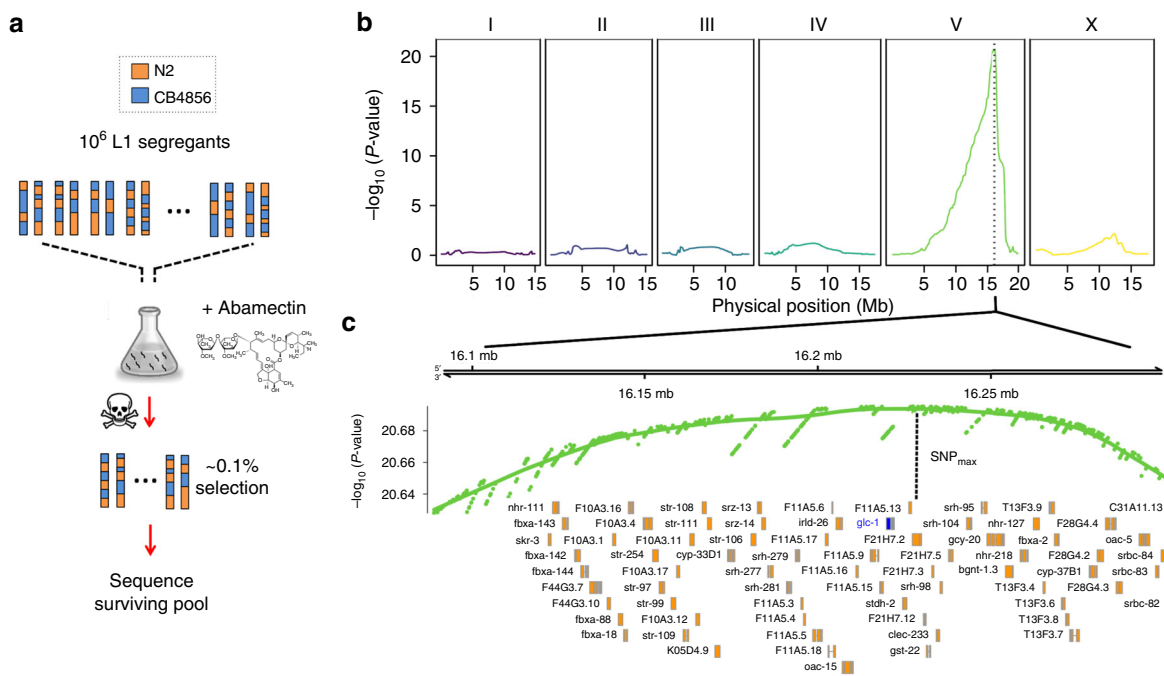 a
N2
CB4856
10⁶ L1 segregants
+ Abamectin
~0.1%
selection
Sequence
surviving pool
b
I II III IV V X
−log₁₀ (P-value)
20
15
10
5
0
5 10 15 5 10 15 5 10 5 10 15 5 10 15 20 5 10 15
Physical position (Mb)
c
16.1 mb 16.2 mb
5′
3′
16.15 mb 16.25 mb
−log₁₀ (P-value)
20.68
20.66
20.64
SNPmax
nhr-111 F10A3.16 str-108 srz-13 F11A5.6 F11A5.13 srh-95 T13F3.9 C31A11.13
fbxa-143 F10A3.4 str-111 srz-14 irld-26 glc-1 srh-104 nhr-127 F28G4.4
skr-3 F10A3.1 F10A3.11 str-106 F11A5.17 F21H7.2 gcy-20 fbxa-2 oac-5
fbxa-142 str-254 cyp-33D1 srh-279 F11A5.9 F21H7.5 nhr-218 F28G4.2 srbc-84
fbxa-144 F10A3.17 srh-277 F11A5.16 F21H7.3 bgnt-1.3 cyp-37B1 srbc-83
F44G3.7 str-97 srh-281 F11A5.15 srh-98 T13F3.4 F28G4.3
F44G3.10 str-99 F11A5.3 stdh-2 T13F3.6 srbc-82
fbxa-88 F10A3.12 F11A5.4 F21H7.12 T13F3.8
fbxa-18 str-109 F11A5.5 clec-233 T13F3.7
K05D4.9 F11A5.18 gst-22
oac-15